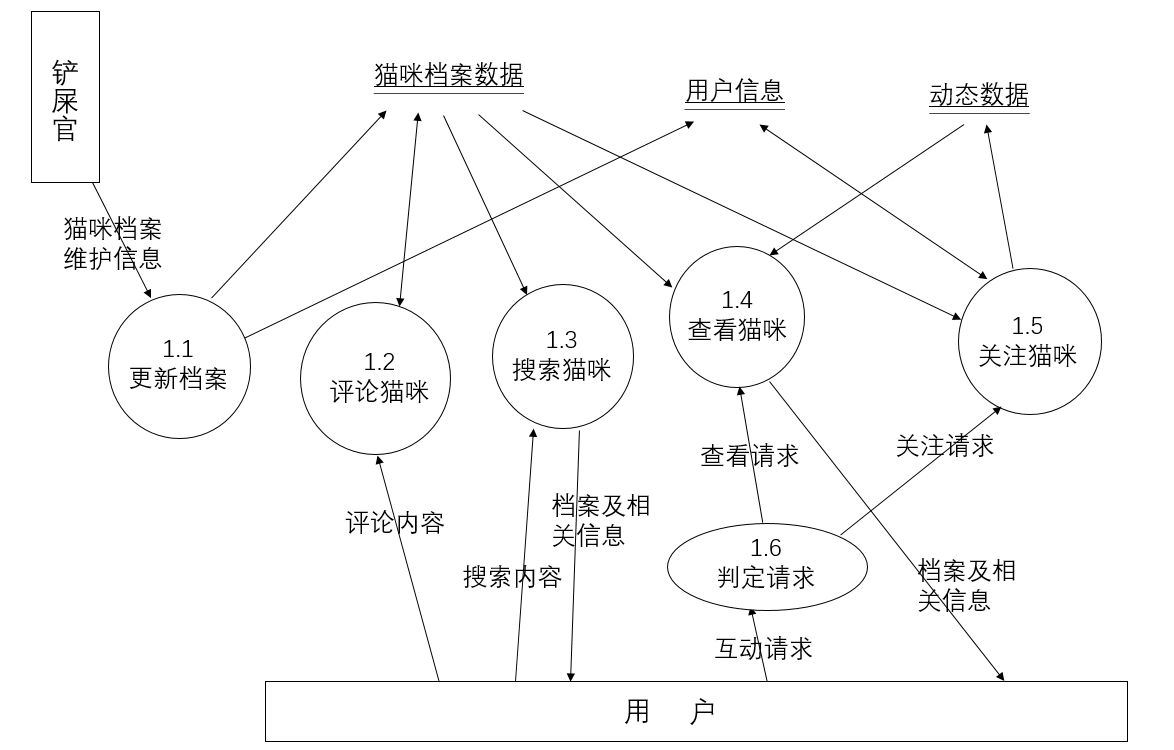 铲
屎
官
猫咪档案数据
用户信息
动态数据
猫咪档案
维护信息
1.1
更新档案
1.2
评论猫咪
1.3
搜索猫咪
1.4
查看猫咪
1.5
关注猫咪
查看请求
关注请求
评论内容
档案及相
关信息
搜索内容
1.6
判定请求
档案及相
关信息
互动请求
用 户